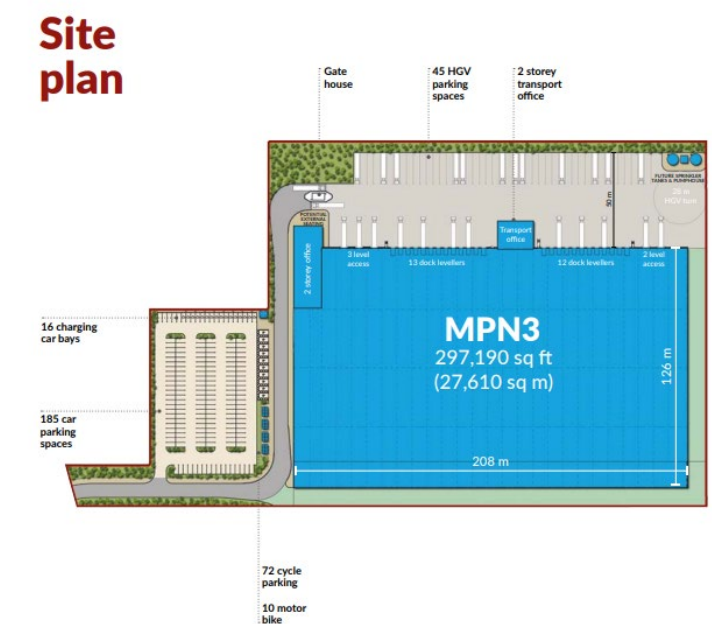 Site
plan
Gate
house
45 HGV
parking
spaces
2 storey
transport
office
FUTURE SPRINKLER
TANKS & PUMPHOUSE
28 m
HGV turn
50 m
POTENTIAL
EXTERNAL
SEATING
2 storey office
Transport
office
3 level
access
13 dock levellers
12 dock levellers
2 level
access
MPN3
297,190 sq ft
(27,610 sq m)
126 m
208 m
16 charging
car bays
185 car
parking
spaces
72 cycle
parking
10 motor
bike